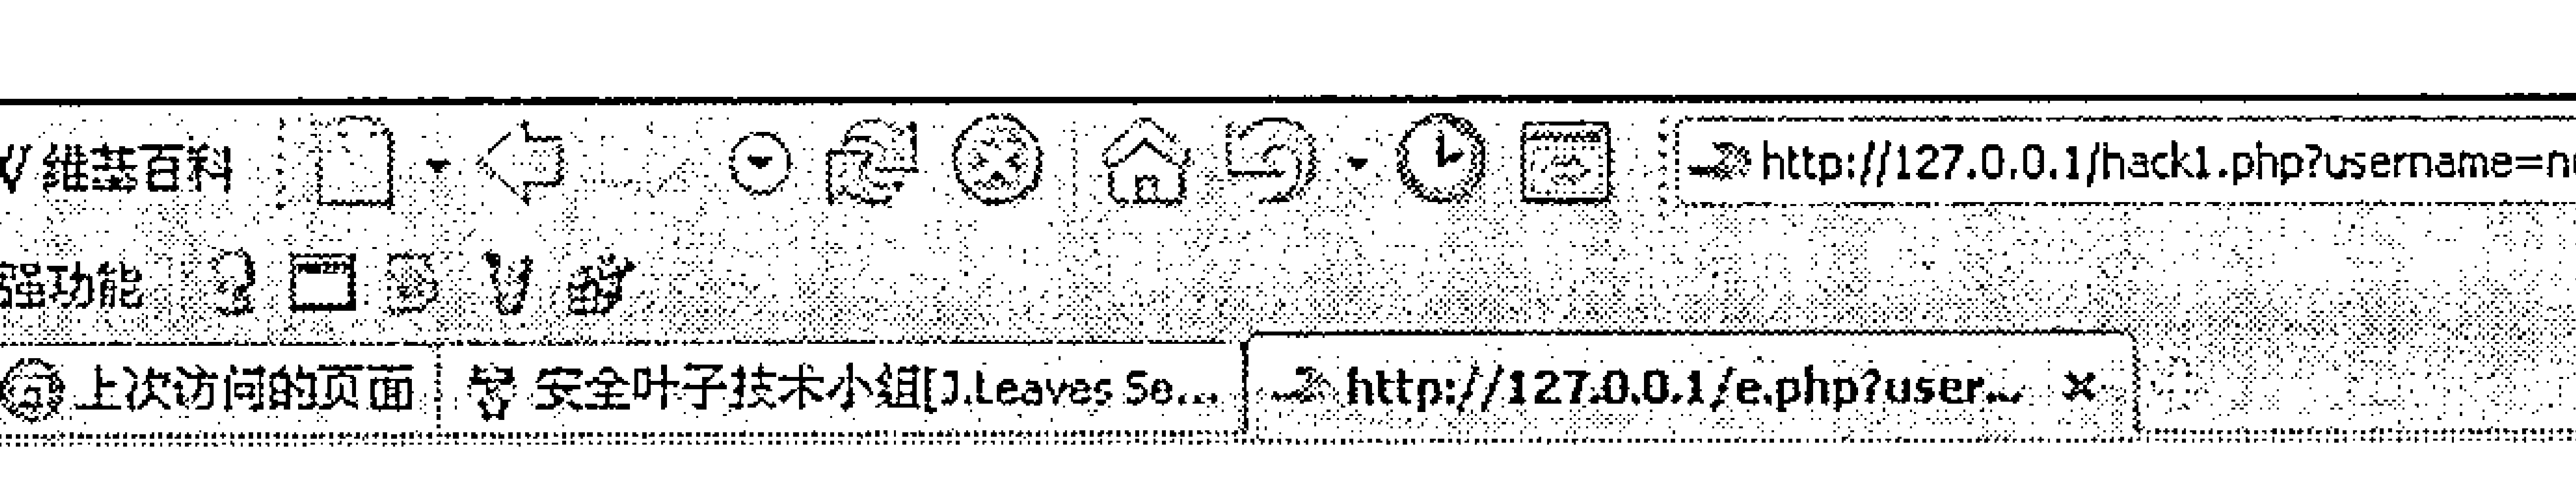 维基百科 http://127.0.0.1/hack1.php?username=n
强功能
上次访问的页面 安全叶子技术小组[J.Leaves Se... http://127.0.0.1/e.php?user...